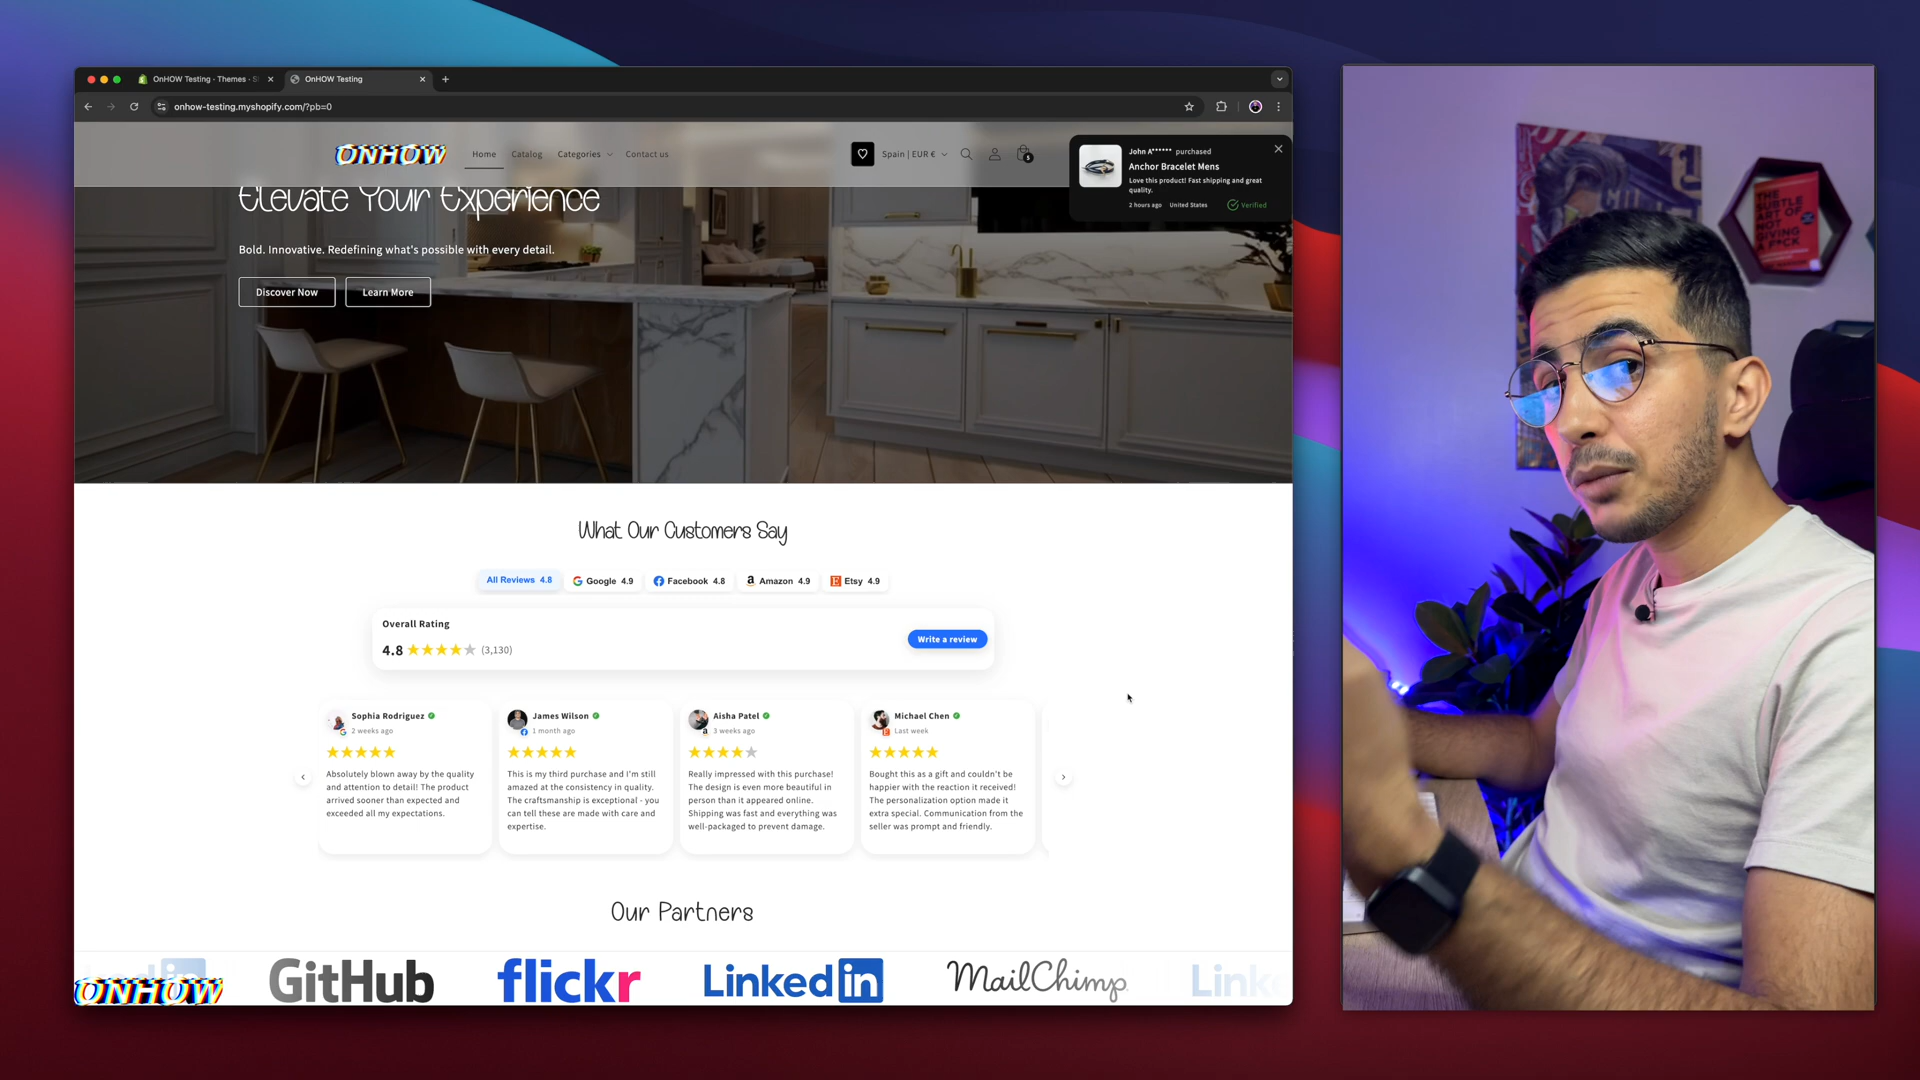 OnHOW Testing · Themes · S
OnHOW Testing
onhow-testing.myshopify.com/?pb=0
ONHOW
Home
Catalog
Categories
Contact us
Spain | EUR €
5
John A****** purchased
Anchor Bracelet Mens
Love this product! Fast shipping and great
quality.
2 hours ago United States Verified
Elevate Your Experience
Bold. Innovative. Redefining what's possible with every detail.
Discover Now
Learn More
What Our Customers Say
All Reviews 4.8
Google 4.9
Facebook 4.8
Amazon 4.9
Etsy 4.9
Overall Rating
4.8 (3,130)
Write a review
Sophia Rodriguez
2 weeks ago
Absolutely blown away by the quality
and attention to detail! The product
arrived sooner than expected and
exceeded all my expectations.
James Wilson
1 month ago
This is my third purchase and I'm still
amazed at the consistency in quality.
The craftsmanship is exceptional - you
can tell these are made with care and
expertise.
Aisha Patel
3 weeks ago
Really impressed with this purchase!
The design is even more beautiful in
person than it appeared online.
Shipping was fast and everything was
well-packaged to prevent damage.
Michael Chen
Last week
Bought this as a gift and couldn't be
happier with the reaction it received!
The personalization option made it
extra special. Communication from the
seller was prompt and friendly.
Our Partners
ONHOW
GitHub
flickr
Linked in
MailChimp
Linke
THE
SUBTLE
ART OF
NOT
GIVING
A F*CK